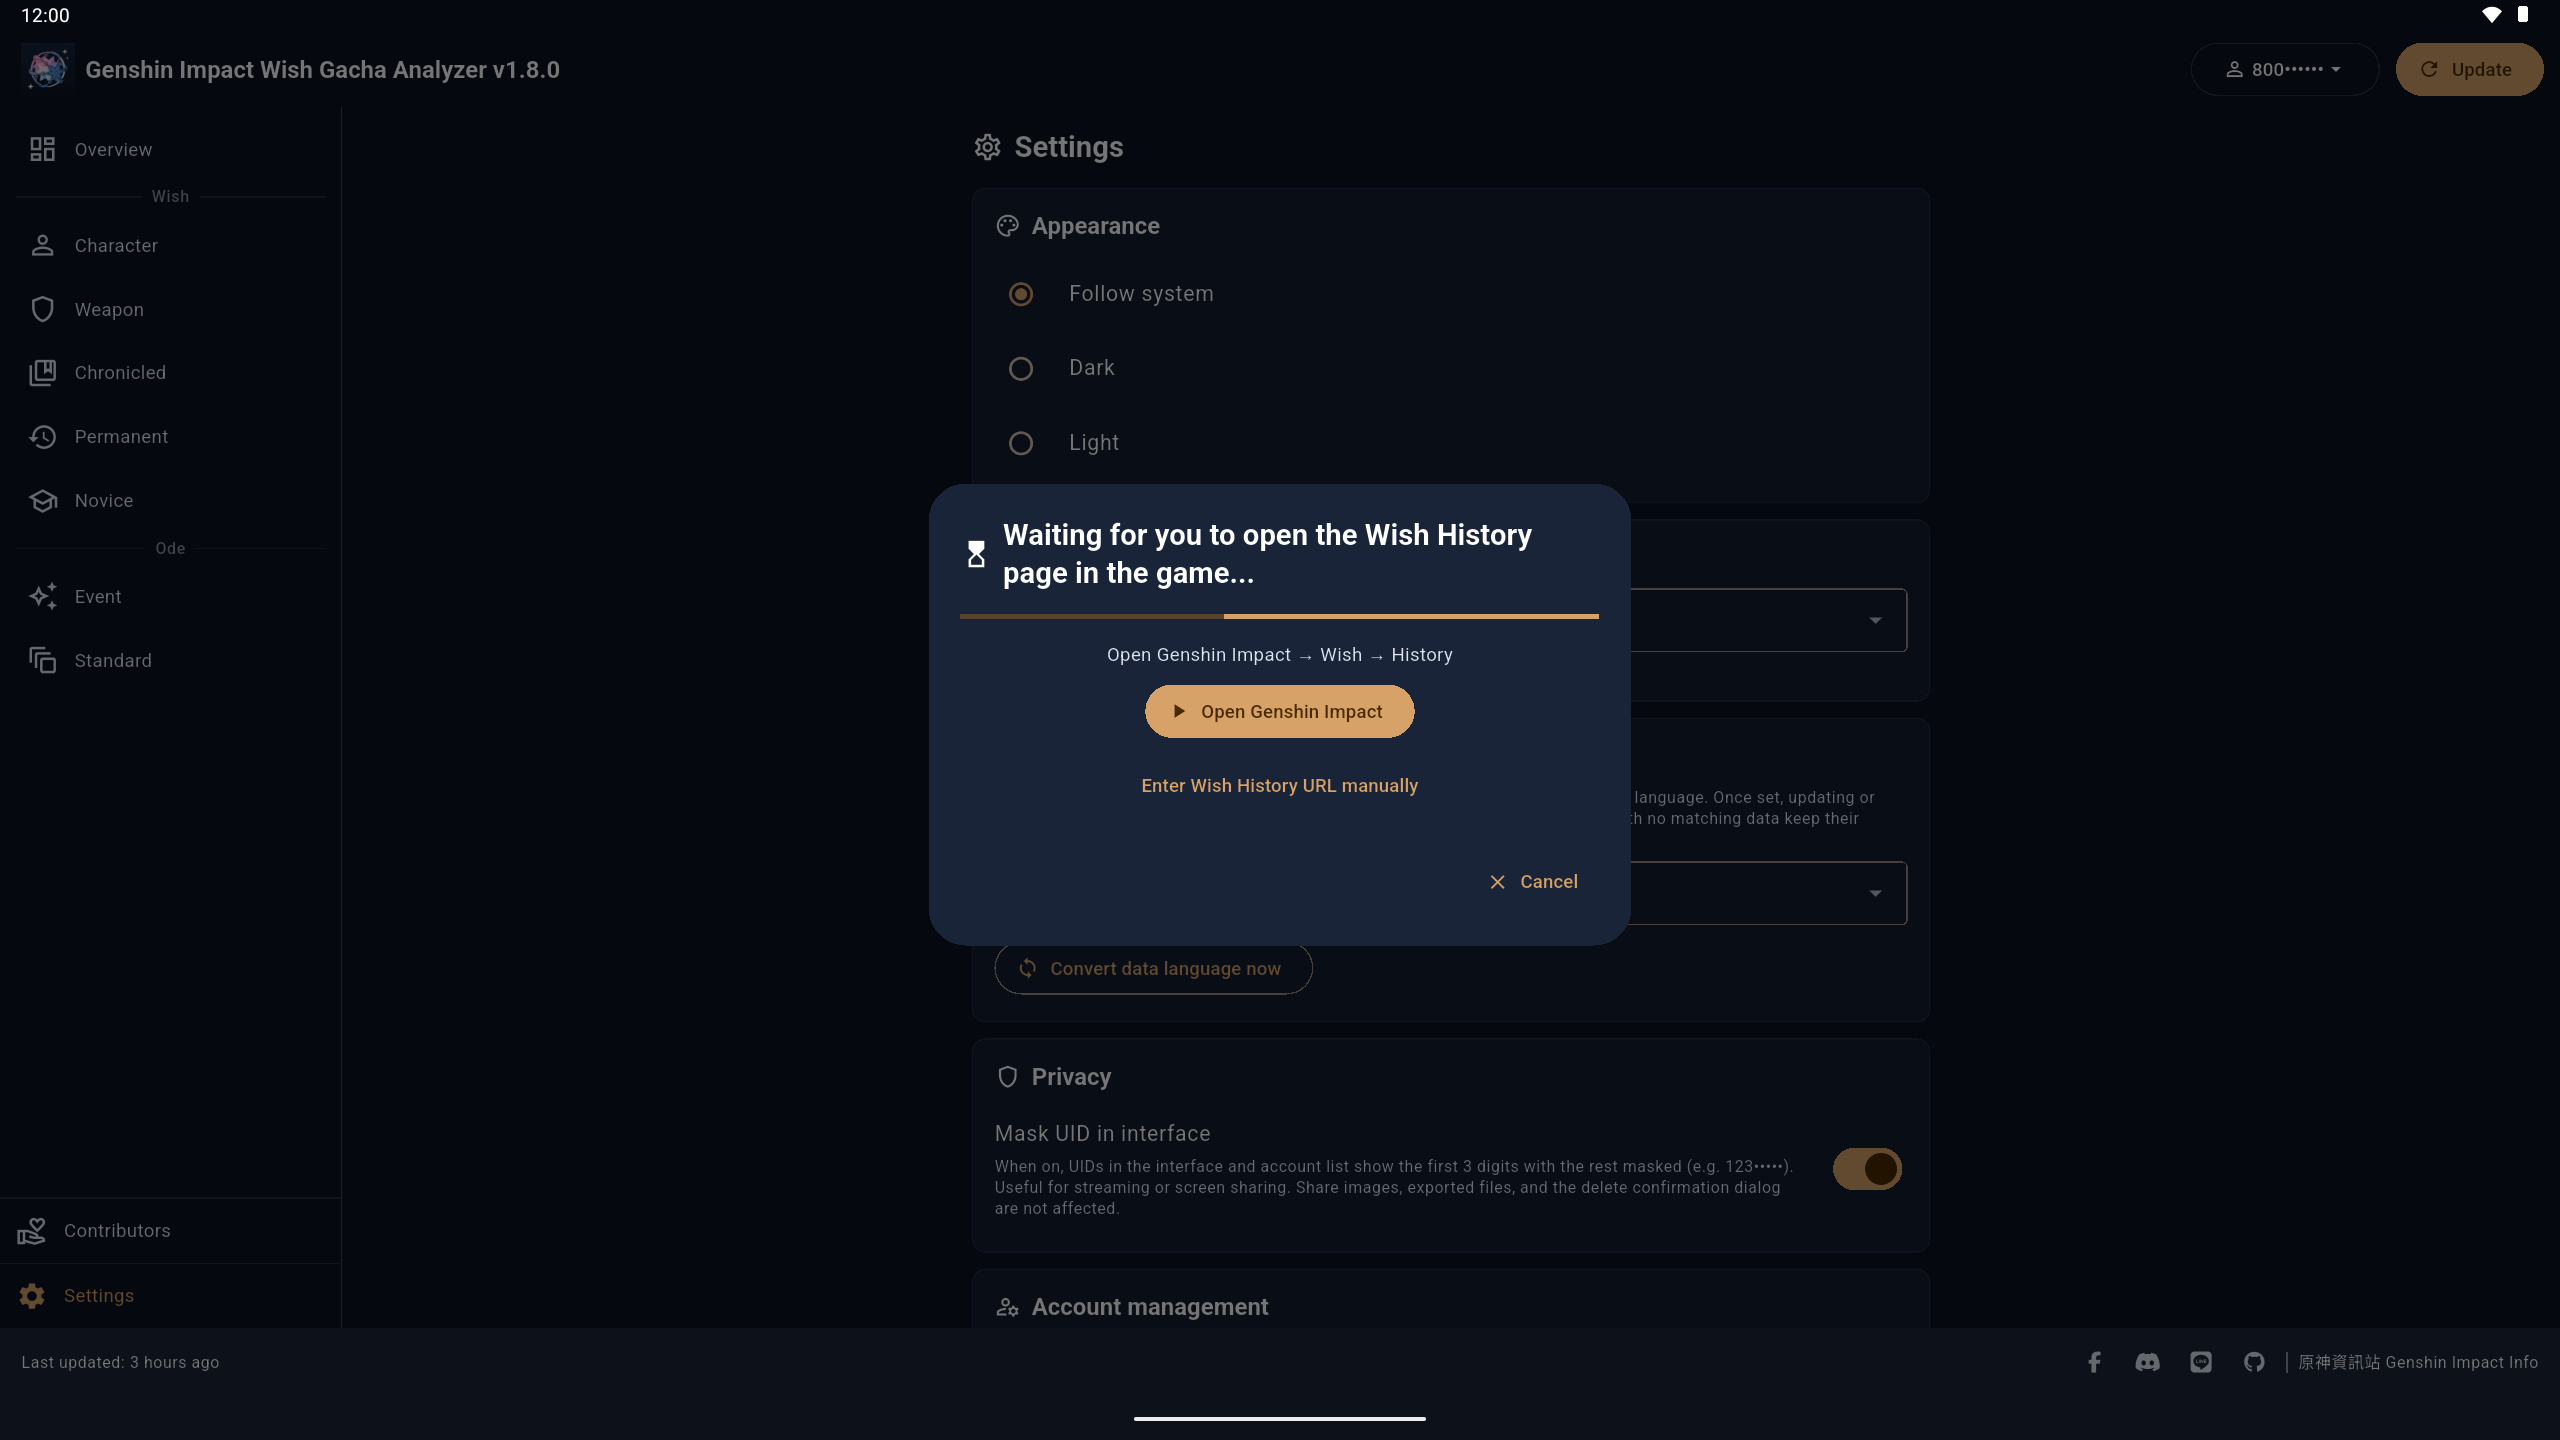 12:00
Genshin Impact Wish Gacha Analyzer v1.8.0
800••••••
Update
Overview
Wish
Character
Weapon
Chronicled
Permanent
Novice
Ode
Event
Standard
Contributors
Settings
Settings
Appearance
Follow system
Dark
Light
Waiting for you to open the Wish History
page in the game...
Open Genshin Impact → Wish → History
Open Genshin Impact
Enter Wish History URL manually
Cancel
language. Once set, updating or
no matching data keep their
Convert data language now
Privacy
Mask UID in interface
When on, UIDs in the interface and account list show the first 3 digits with the rest masked (e.g. 123•••••).
Useful for streaming or screen sharing. Share images, exported files, and the delete confirmation dialog
are not affected.
Account management
Last updated: 3 hours ago
原神資訊站 Genshin Impact Info